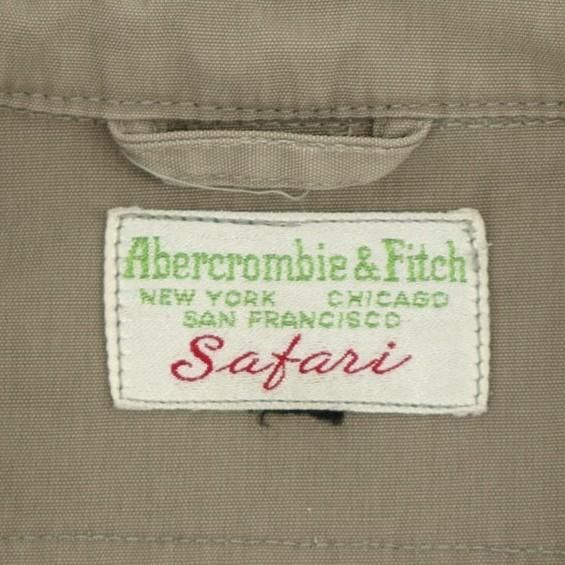 Abercrombie & Fitch
NEW YORK CHICAGO
SAN FRANCISCO
Safari